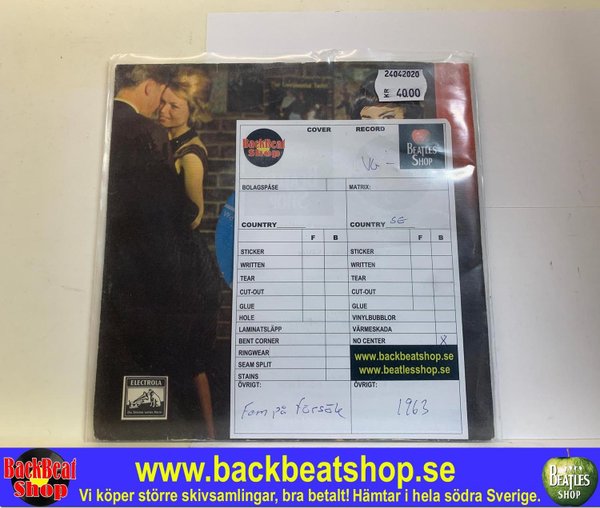 24042020
KR 40.00
COVER RECORD
BackBeat Shop
VG -
BEATLES SHOP
BOLAGSPÅSE MATRIX:
COUNTRY COUNTRY SE
F B F B
STICKER STICKER
WRITTEN WRITTEN
TEAR TEAR
CUT-OUT CUT-OUT
GLUE GLUE
HOLE VINYLBUBBLOR
LAMINATSLÄPP VÄRMESKADA
BENT CORNER NO CENTER X
RINGWEAR
SEAM SPLIT
STAINS
www.backbeatshop.se
www.beatlesshop.se
ÖVRIGT: ÖVRIGT:
Fom på 1963
ELECTROLA
BackBeat Shop
www.backbeatshop.se
Vi köper större skivsamlingar, bra betalt! Hämtar i hela södra Sverige.
BEATLES SHOP